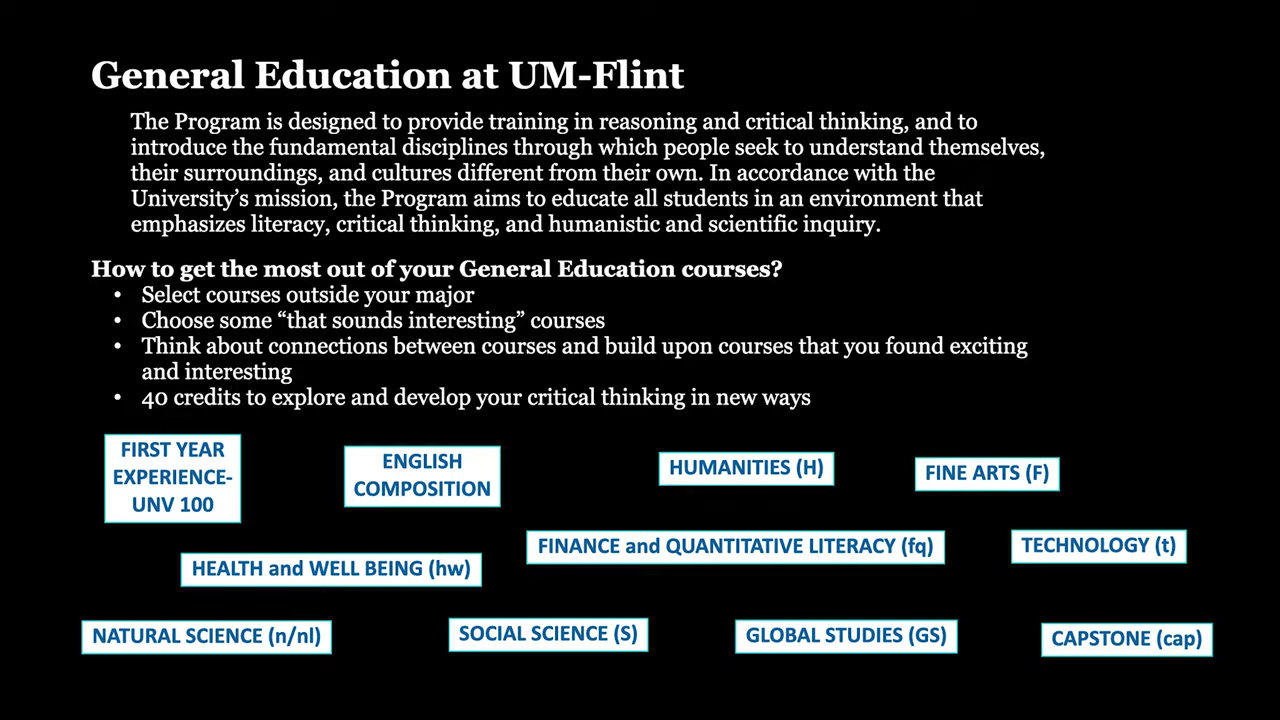 General Education at UM-Flint
The Program is designed to provide training in reasoning and critical thinking, and to
introduce the fundamental disciplines through which people seek to understand themselves,
their surroundings, and cultures different from their own. In accordance with the
University’s mission, the Program aims to educate all students in an environment that
emphasizes literacy, critical thinking, and humanistic and scientific inquiry.
How to get the most out of your General Education courses?
• Select courses outside your major
• Choose some “that sounds interesting” courses
• Think about connections between courses and build upon courses that you found exciting
and interesting
• 40 credits to explore and develop your critical thinking in new ways
FIRST YEAR
EXPERIENCE-
UNV 100
ENGLISH
COMPOSITION
HUMANITIES (H)
FINE ARTS (F)
HEALTH and WELL BEING (hw)
FINANCE and QUANTITATIVE LITERACY (fq)
TECHNOLOGY (t)
NATURAL SCIENCE (n/nl)
SOCIAL SCIENCE (S)
GLOBAL STUDIES (GS)
CAPSTONE (cap)